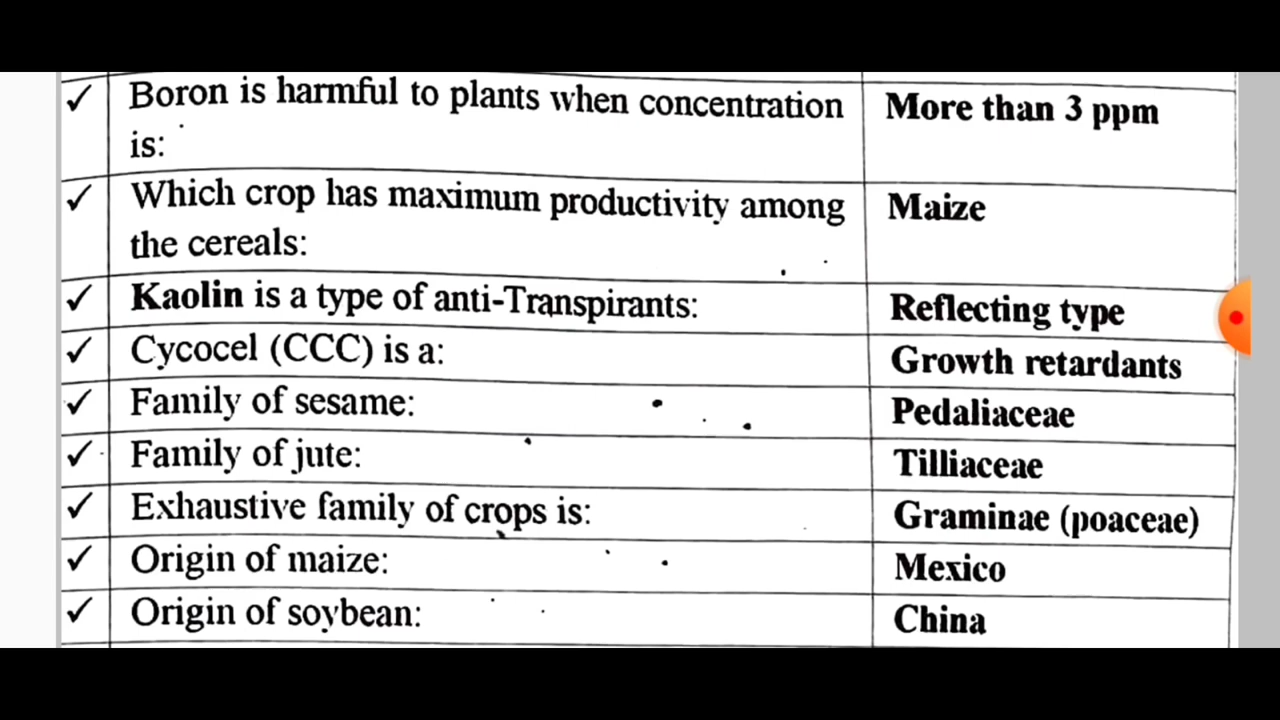 ✓ Boron is harmful to plants when concentration More than 3 ppm
is:
✓ Which crop has maximum productivity among Maize
the cereals:
✓ Kaolin is a type of anti-Transpirants: Reflecting type
✓ Cycocel (CCC) is a: Growth retardants
✓ Family of sesame: Pedaliaceae
✓ Family of jute: Tilliaceae
✓ Exhaustive family of crops is: Graminae (poaceae)
✓ Origin of maize: Mexico
✓ Origin of soybean: China